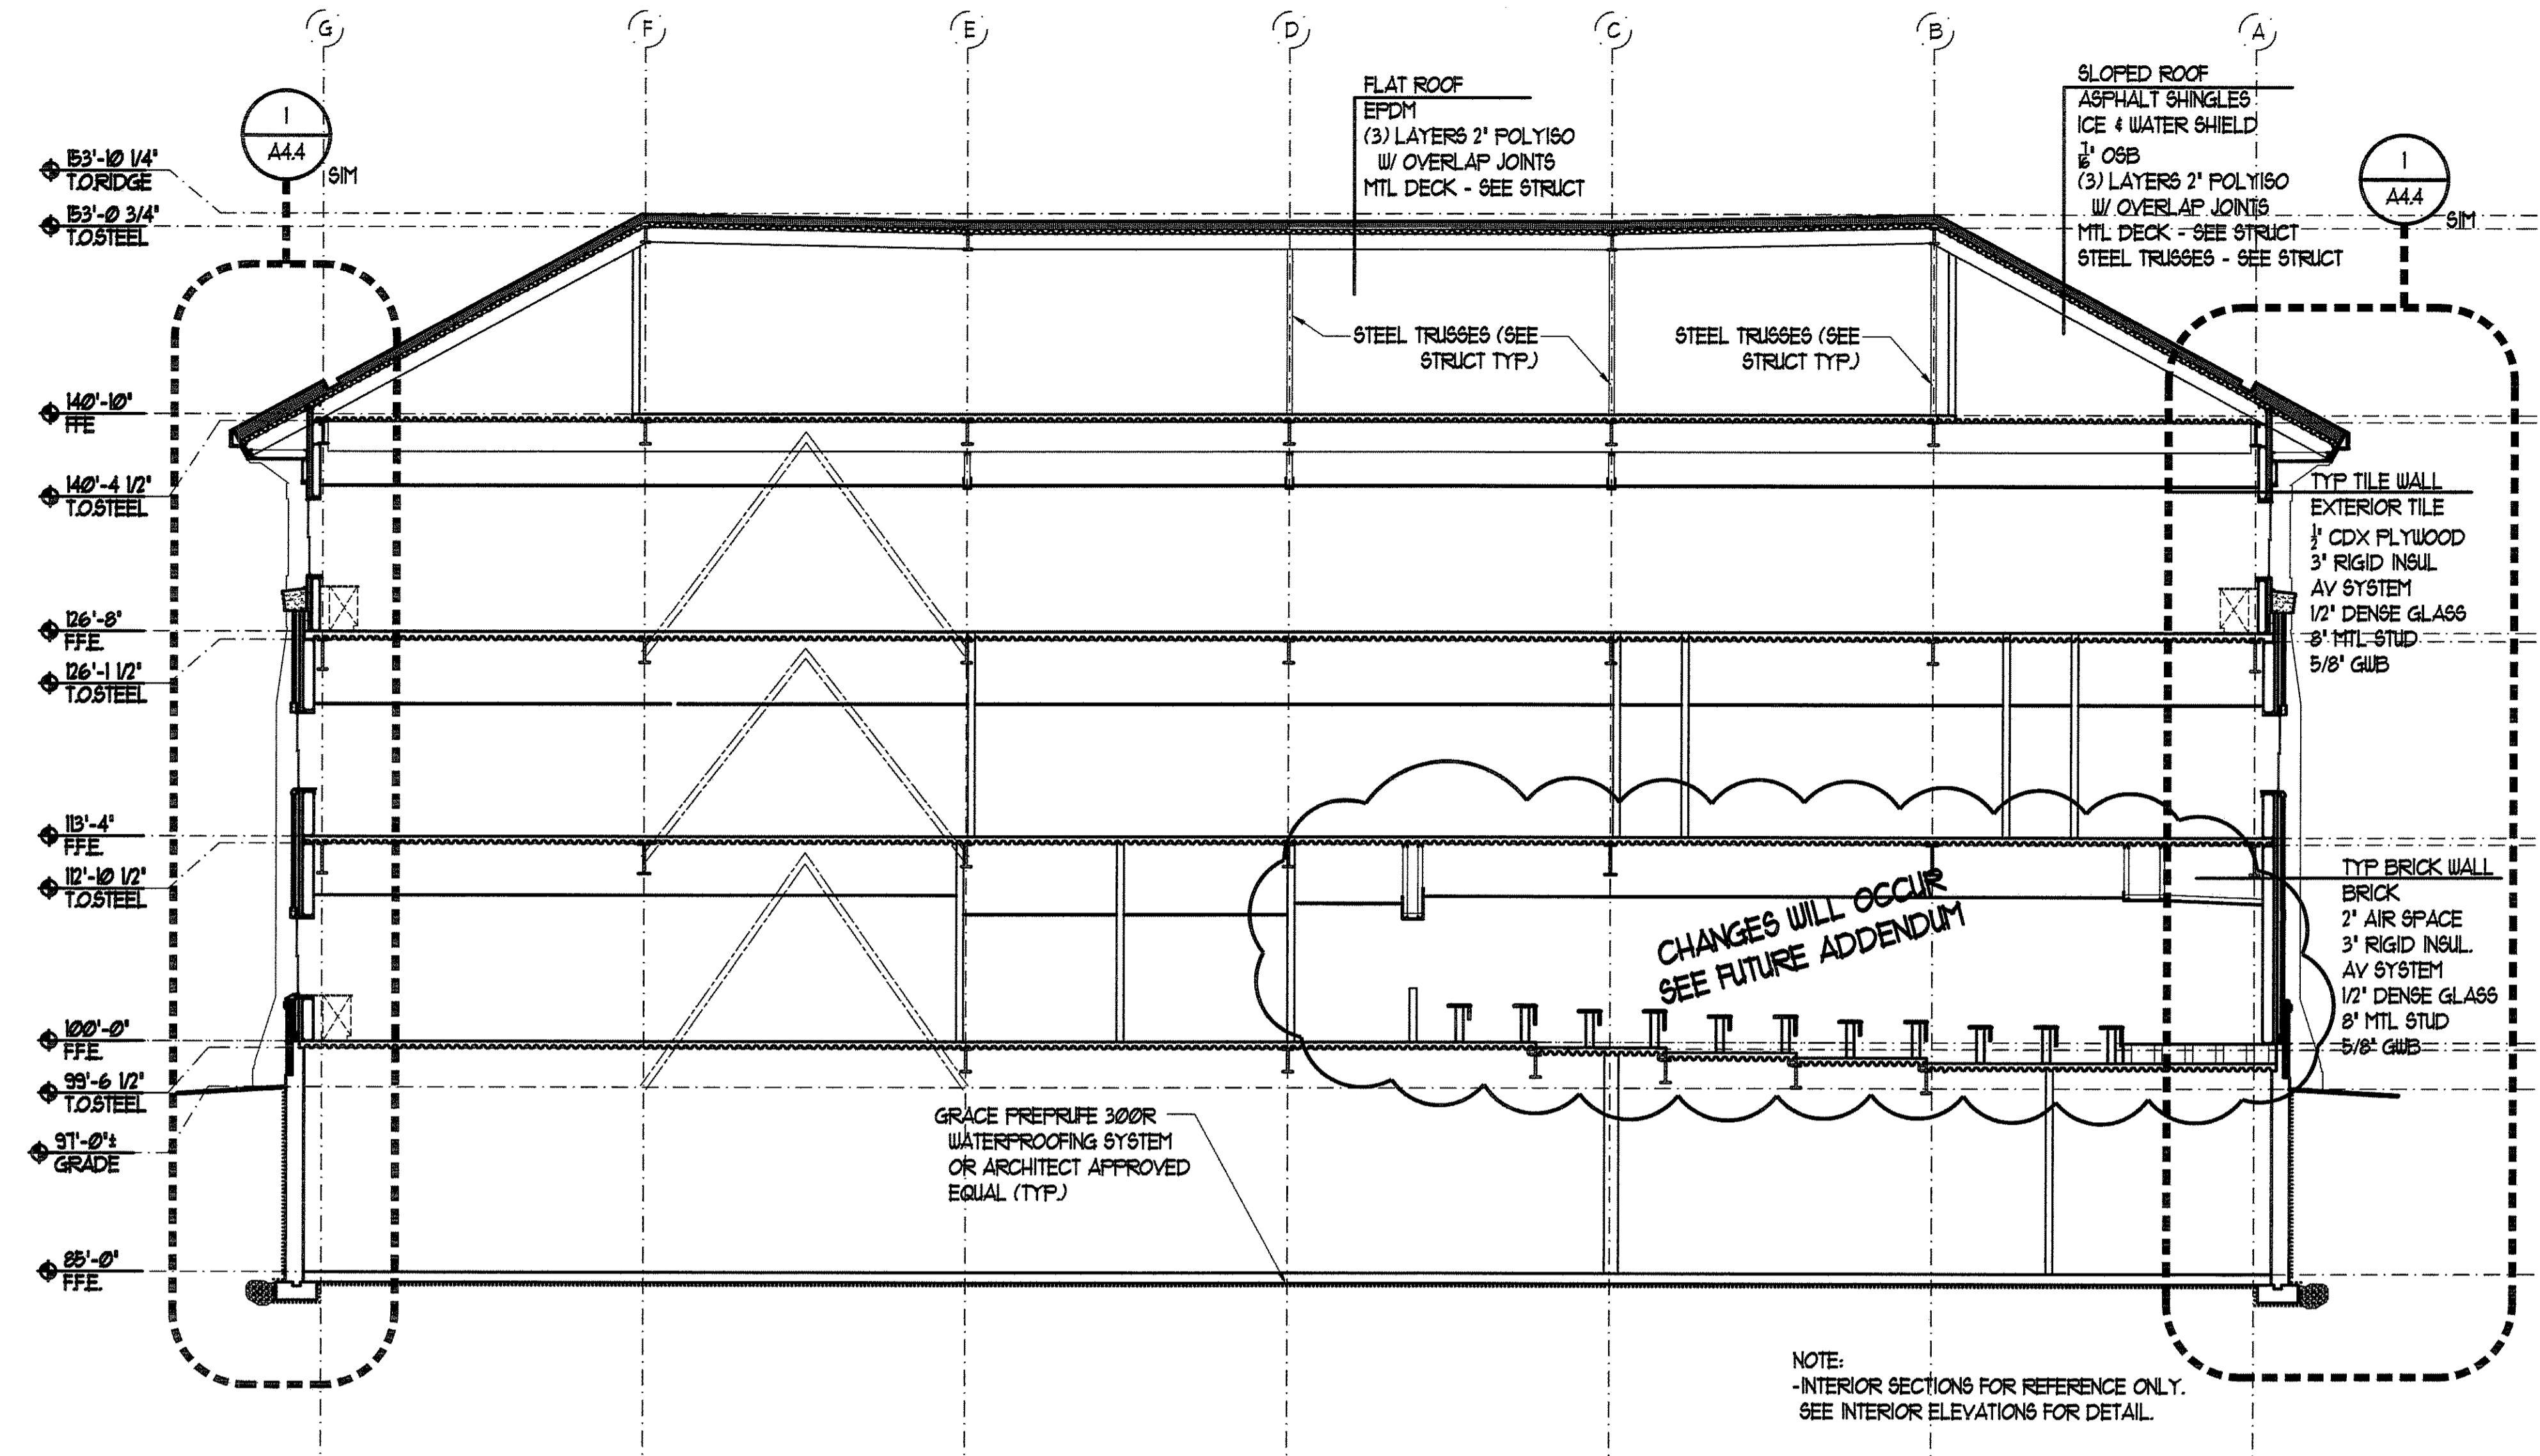 G F E D C B A
1
A4.4
SIM
153'-10 1/4"
T.O.RIDGE
153'-0 3/4"
T.O.STEEL
140'-10"
FFE
140'-4 1/2"
T.O.STEEL
126'-8"
F.F.E.
126'-1 1/2"
T.O.STEEL
113'-4"
F.F.E.
112'-10 1/2"
T.O.STEEL
100'-0"
F.F.E.
99'-6 1/2"
T.O.STEEL
97'-0"±
GRADE
85'-0"
F.F.E.
FLAT ROOF
EPDM
(3) LAYERS 2" POLYISO
W/ OVERLAP JOINTS
MTL DECK - SEE STRUCT
SLOPED ROOF
ASPHALT SHINGLES
ICE & WATER SHIELD
7/16" OSB
(3) LAYERS 2" POLYISO
W/ OVERLAP JOINTS
MTL DECK - SEE STRUCT
STEEL TRUSSES - SEE STRUCT
1
A4.4
SIM
STEEL TRUSSES (SEE
STRUCT TYP.)
STEEL TRUSSES (SEE
STRUCT TYP.)
TYP TILE WALL
EXTERIOR TILE
1/2" CDX PLYWOOD
3" RIGID INSUL
AV SYSTEM
1/2" DENSE GLASS
8" MTL STUD
5/8" GWB
CHANGES WILL OCCUR
SEE FUTURE ADDENDUM
TYP BRICK WALL
BRICK
2" AIR SPACE
3" RIGID INSUL.
AV SYSTEM
1/2" DENSE GLASS
8" MTL STUD
5/8" GWB
GRACE PREPRUFE 300R
WATERPROOFING SYSTEM
OR ARCHITECT APPROVED
EQUAL (TYP.)
NOTE:
-INTERIOR SECTIONS FOR REFERENCE ONLY.
SEE INTERIOR ELEVATIONS FOR DETAIL.